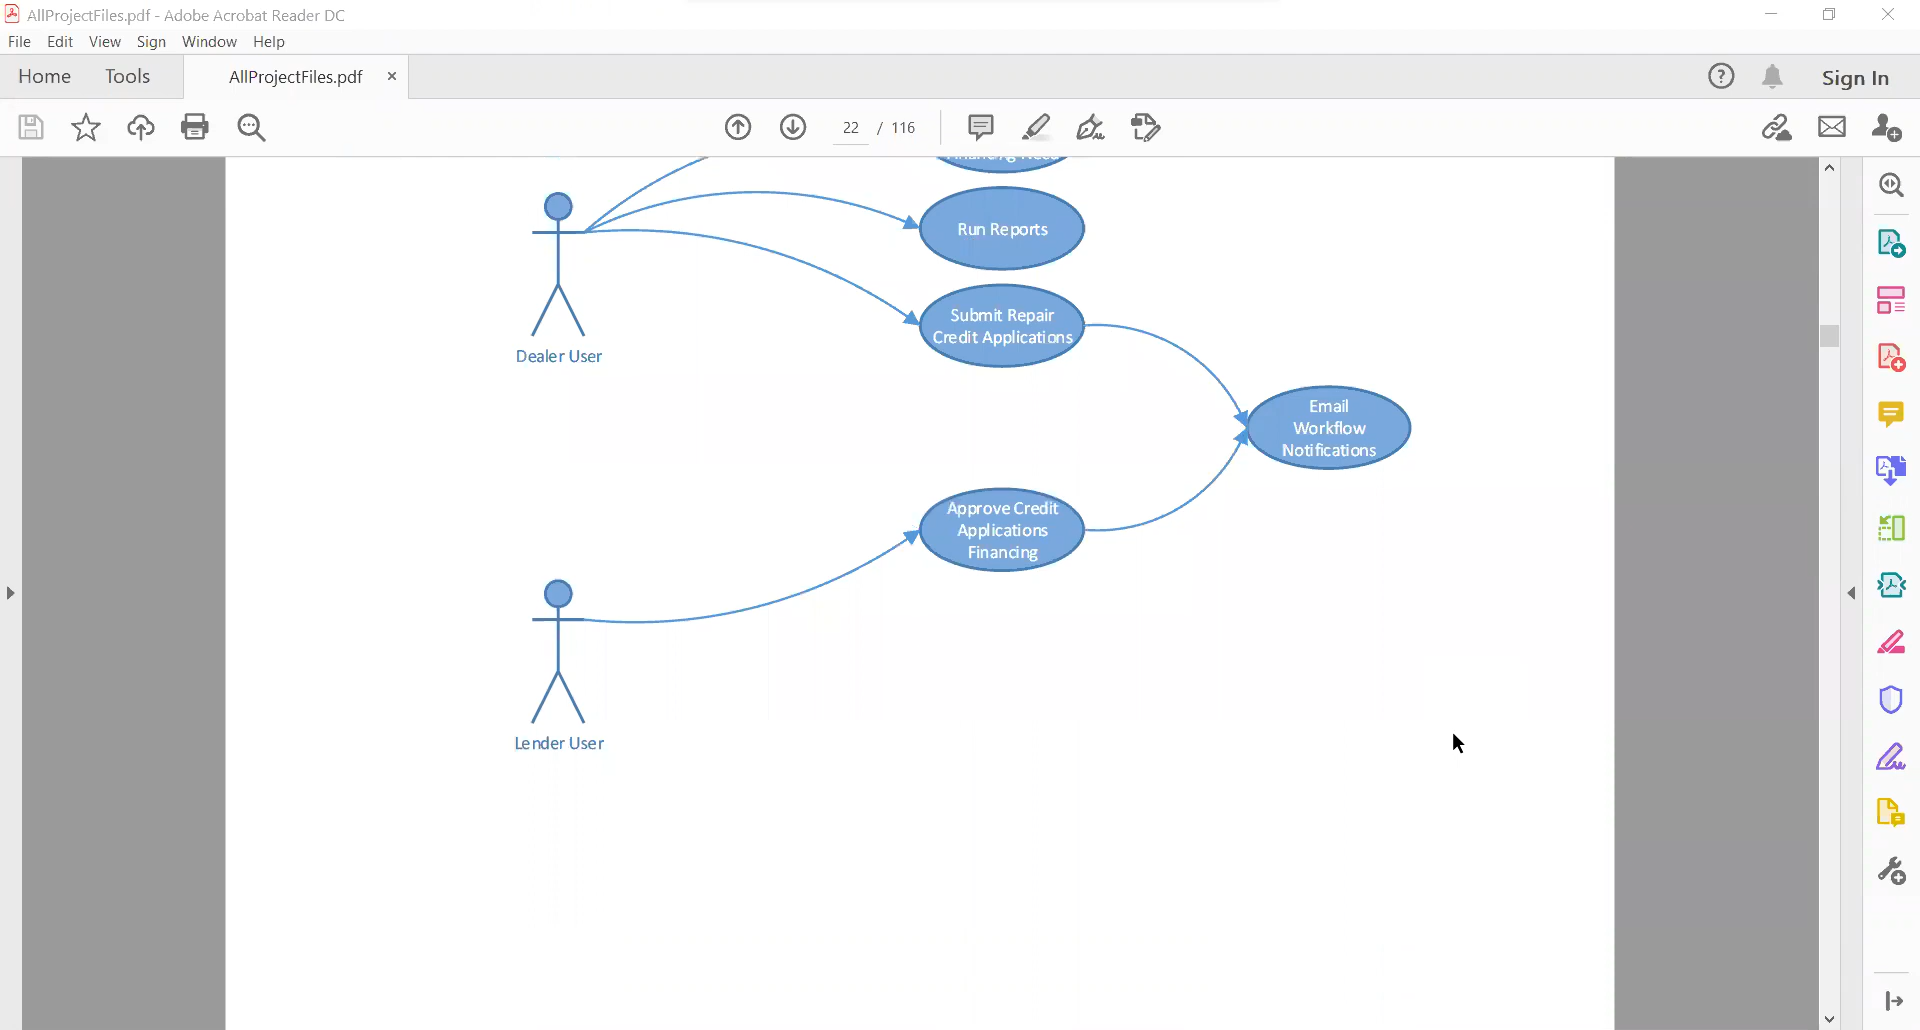 AllProjectFiles.pdf - Adobe Acrobat Reader DC
File Edit View Sign Window Help
Home Tools AllProjectFiles.pdf × Sign In
22 / 116
Run Reports
Submit Repair
Credit Applications
Dealer User
Email
Workflow
Notifications
Approve Credit
Applications
Financing
Lender User